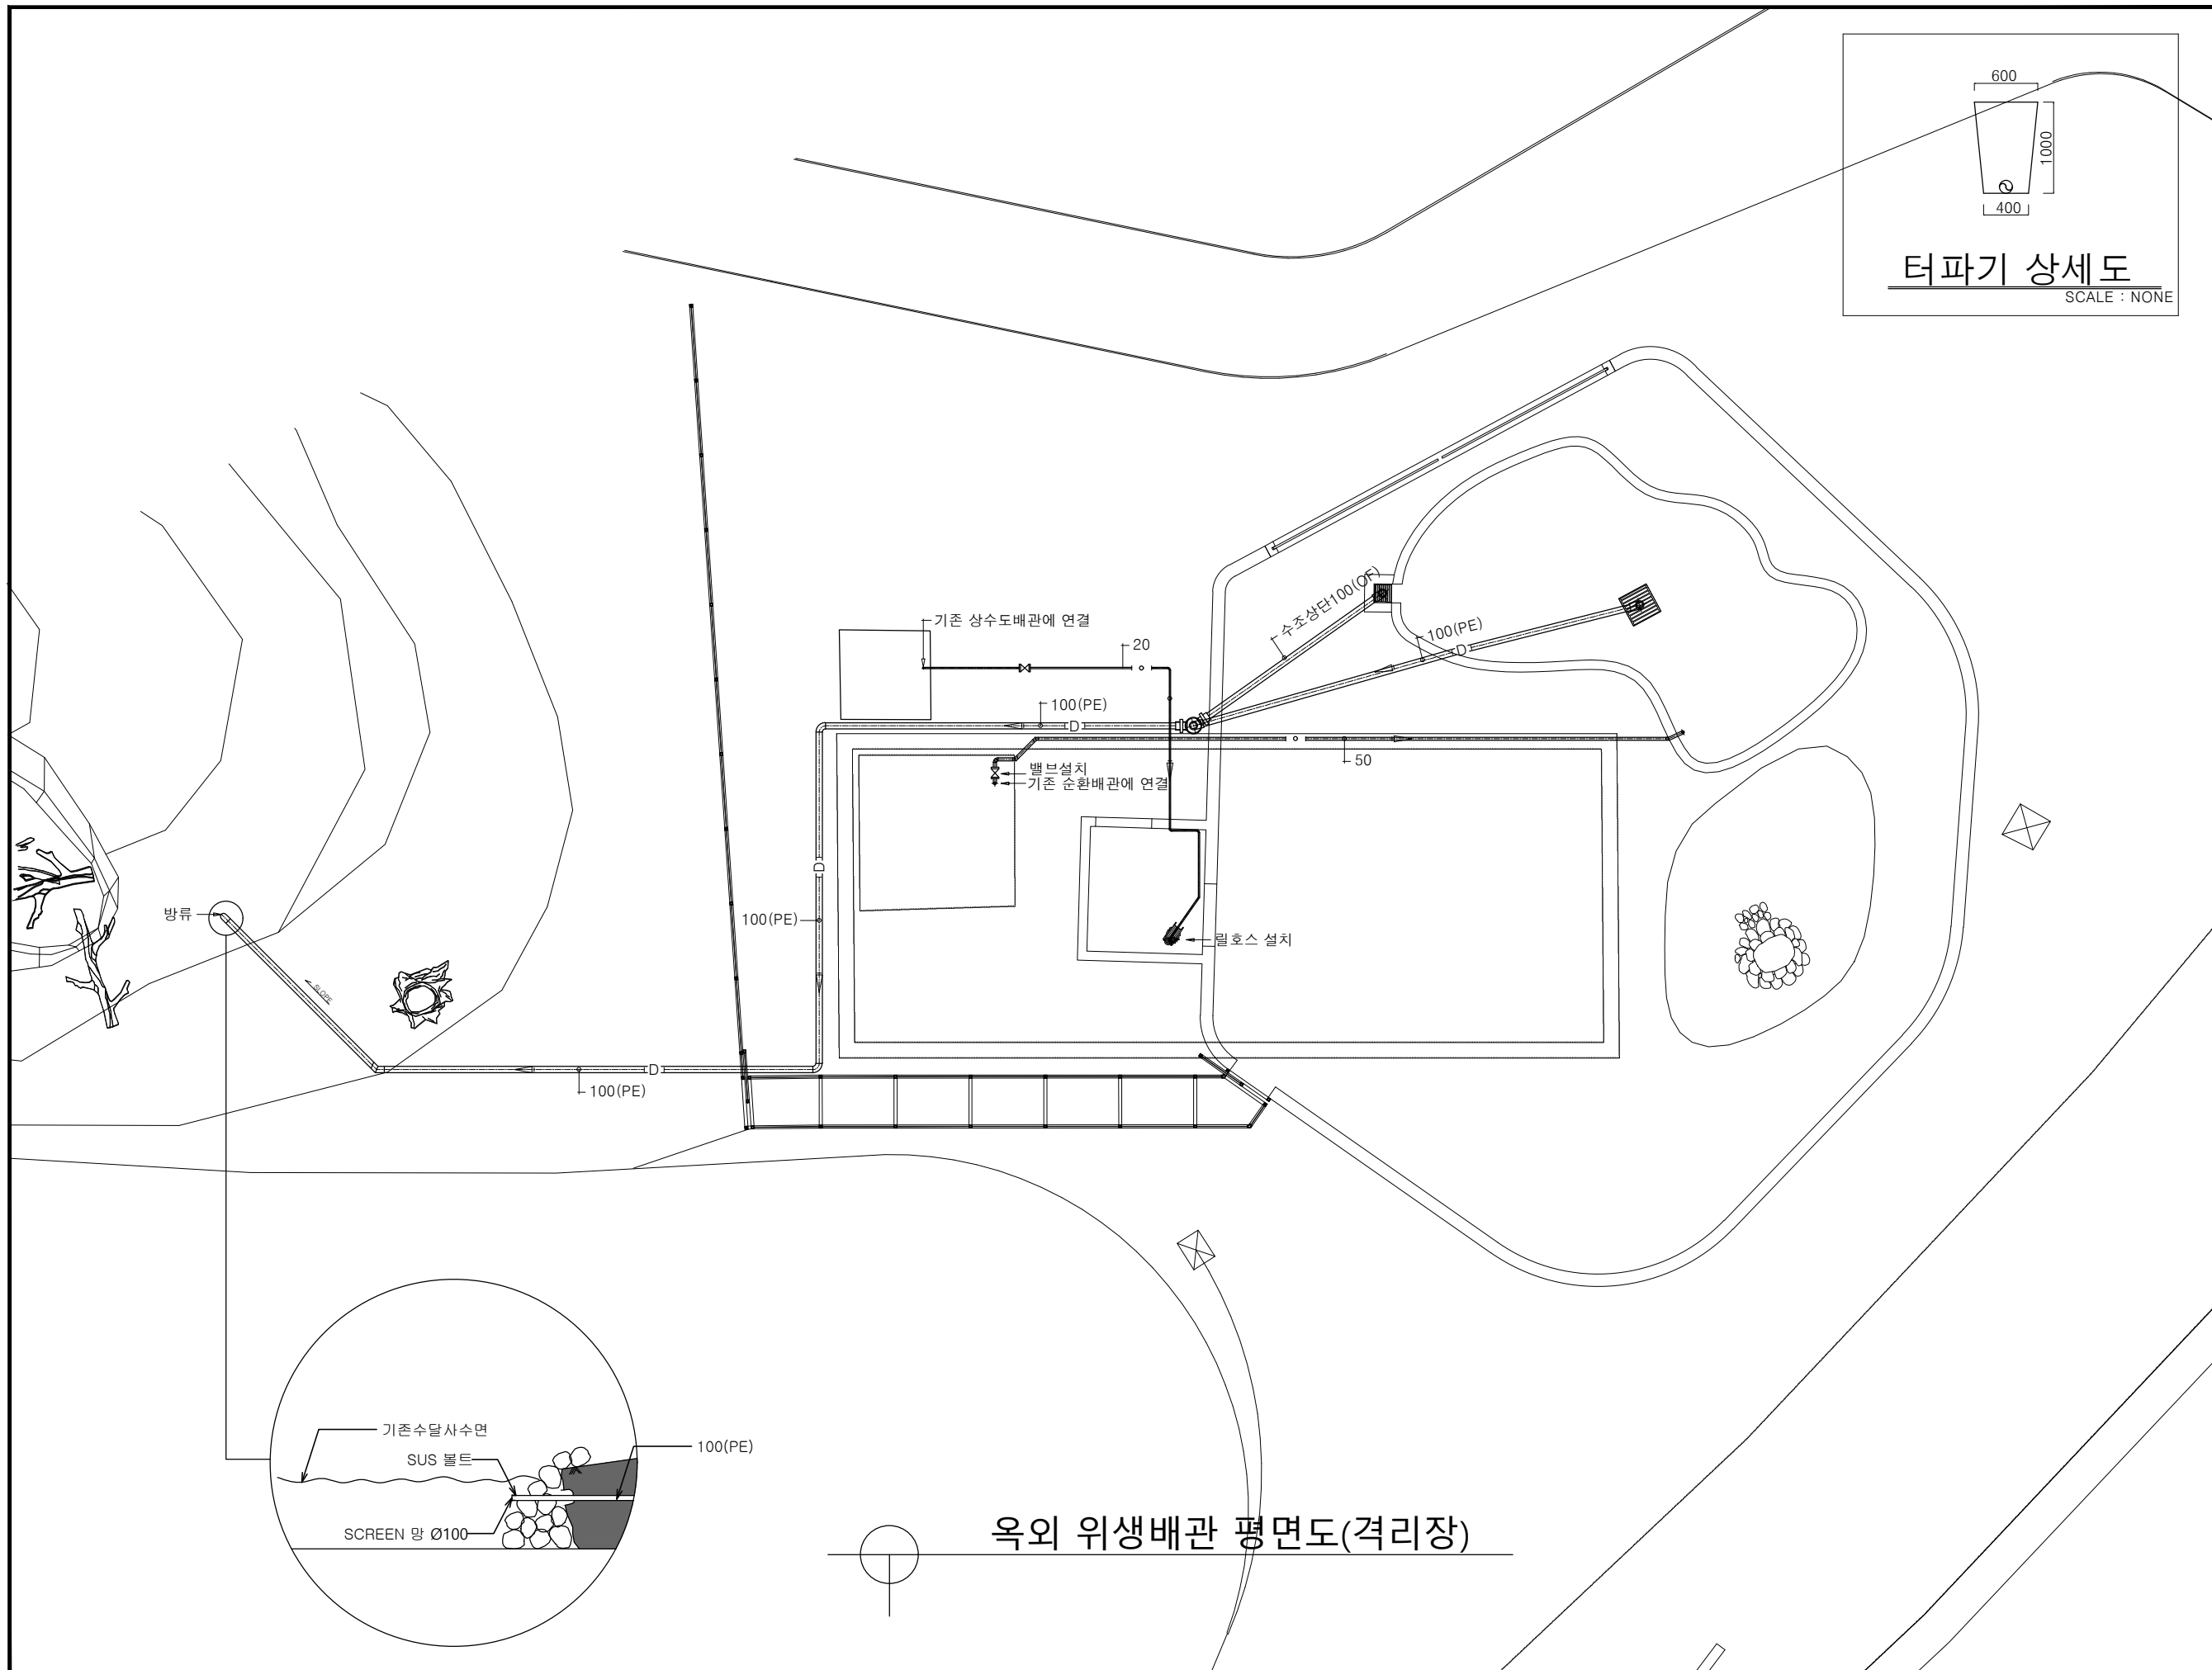 600
1000
400
터파기 상세도
SCALE : NONE
수조상단100(OF)
기존 상수도배관에 연결
20
100(PE)
D
100(PE)
D
50
밸브설치
기존 순환배관에 연결
D
방류
100(PE)
릴호스 설치
SLOPE
D
100(PE)
기존수달사수면
SUS 볼트
100(PE)
SCREEN 망 Ø100
옥외 위생배관 평면도(격리장)